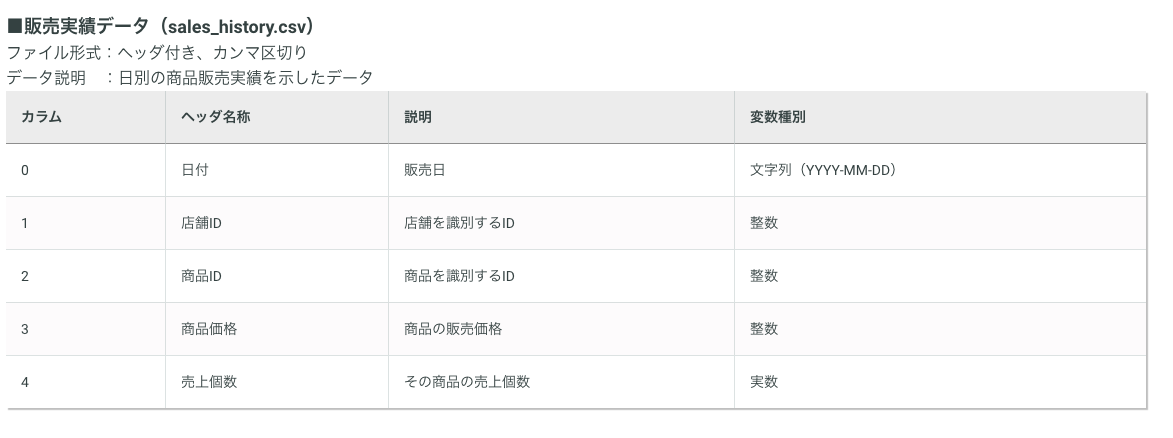 ■販売実績データ（sales_history.csv）
ファイル形式：ヘッダ付き、カンマ区切り
データ説明　：日別の商品販売実績を示したデータ
カラム ヘッダ名称 説明 変数種別
0 日付 販売日 文字列（YYYY-MM-DD）
1 店舗ID 店舗を識別するID 整数
2 商品ID 商品を識別するID 整数
3 商品価格 商品の販売価格 整数
4 売上個数 その商品の売上個数 実数